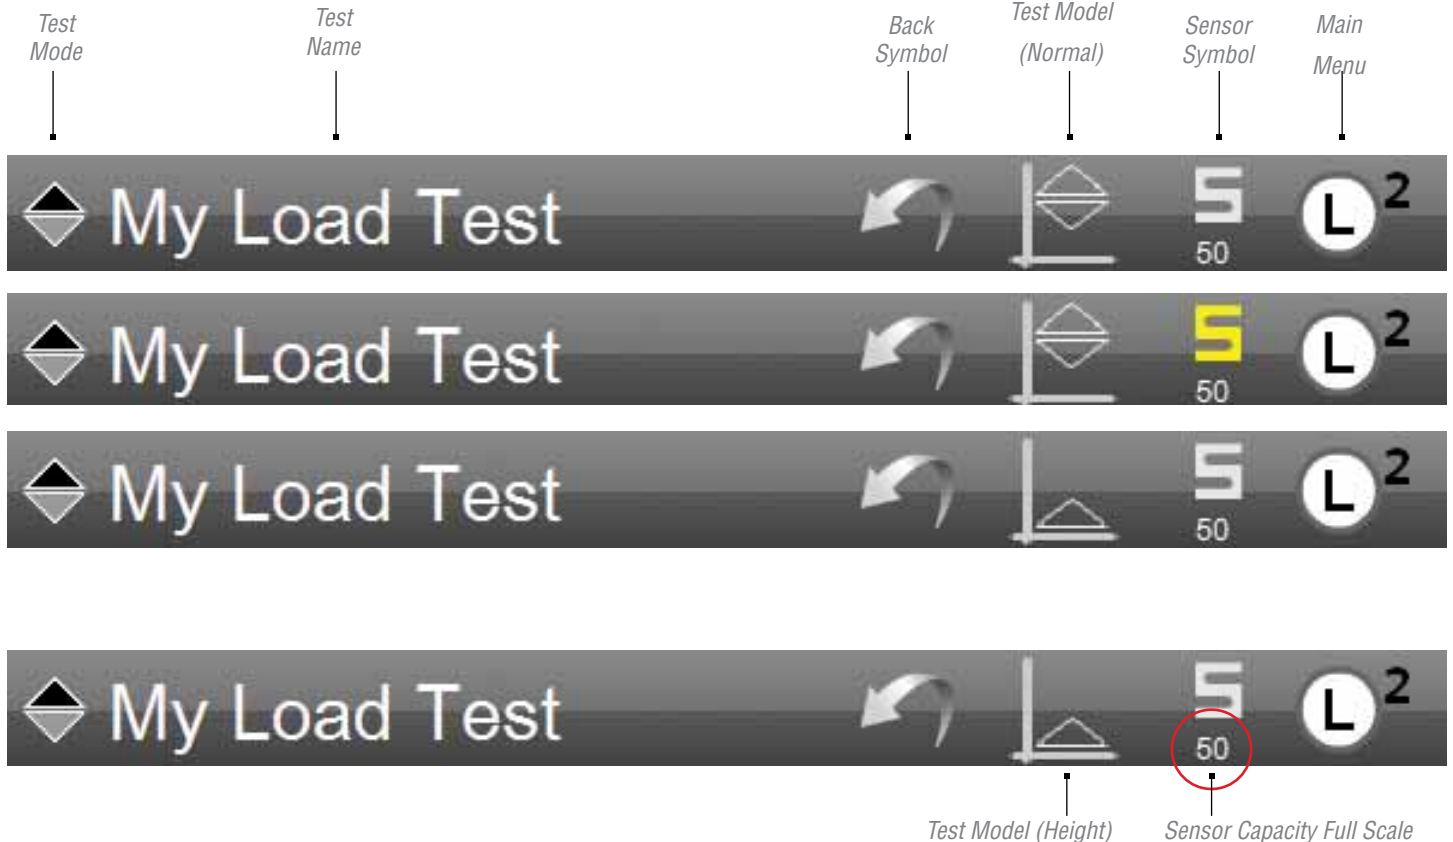 Test
Mode
Test
Name
Back
Symbol
Test Model
(Normal)
Sensor
Symbol
Main
Menu
My Load Test S 50 L 2
My Load Test S 50 L 2
My Load Test S 50 L 2
My Load Test S 50 L 2
Test Model (Height)
Sensor Capacity Full Scale